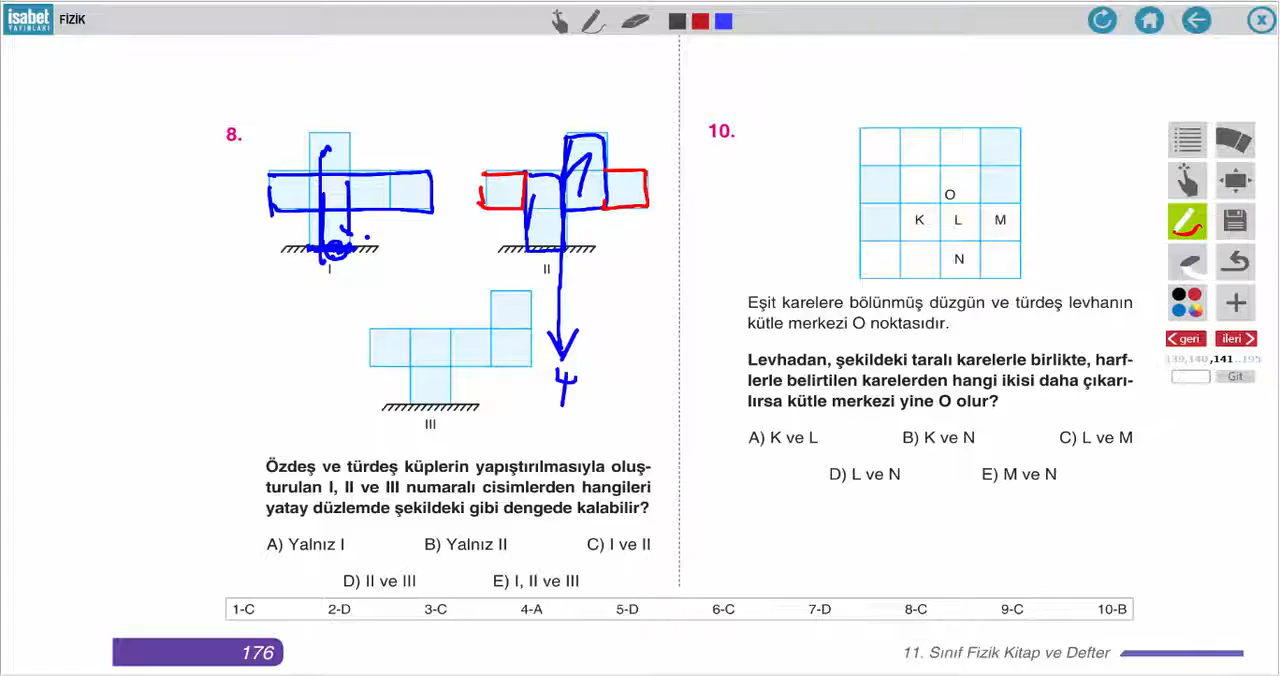 isabet
YAYINLARI
FİZİK
8.
I
II
III
Özdeş ve türdeş küplerin yapıştırılmasıyla oluş-
turulan I, II ve III numaralı cisimlerden hangileri
yatay düzlemde şekildeki gibi dengede kalabilir?
A) Yalnız I B) Yalnız II C) I ve II
D) II ve III E) I, II ve III
10.
O
K L M
N
Eşit karelere bölünmüş düzgün ve türdeş levhanın
kütle merkezi O noktasıdır.
Levhadan, şekildeki taralı karelerle birlikte, harf-
lerle belirtilen karelerden hangi ikisi daha çıkarı-
lırsa kütle merkezi yine O olur?
A) K ve L B) K ve N C) L ve M
D) L ve N E) M ve N
geri ileri
139,140,141...195
Git
1-C 2-D 3-C 4-A 5-D 6-C 7-D 8-C 9-C 10-B
176
11. Sınıf Fizik Kitap ve Defter